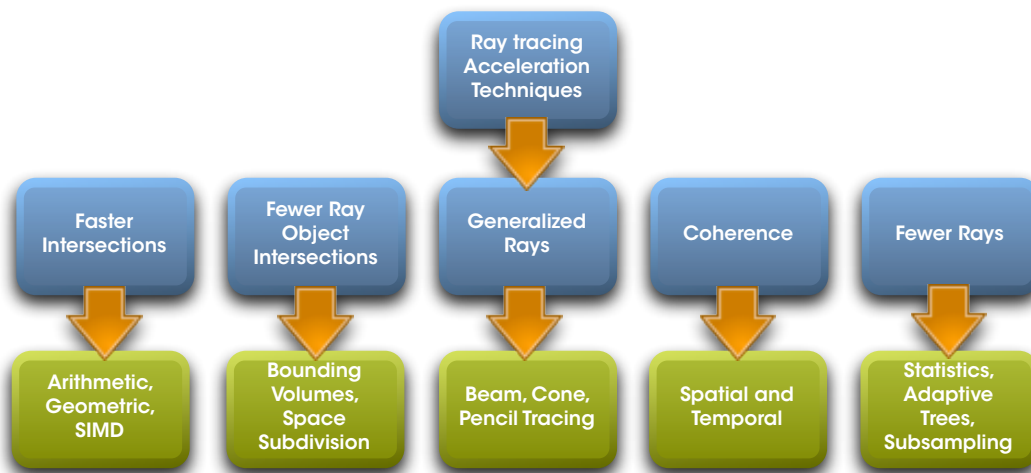 Ray tracing
Acceleration
Techniques
Faster
Intersections
Fewer Ray
Object
Intersections
Generalized
Rays
Coherence
Fewer Rays
Arithmetic,
Geometric,
SIMD
Bounding
Volumes,
Space
Subdivision
Beam, Cone,
Pencil Tracing
Spatial and
Temporal
Statistics,
Adaptive
Trees,
Subsampling